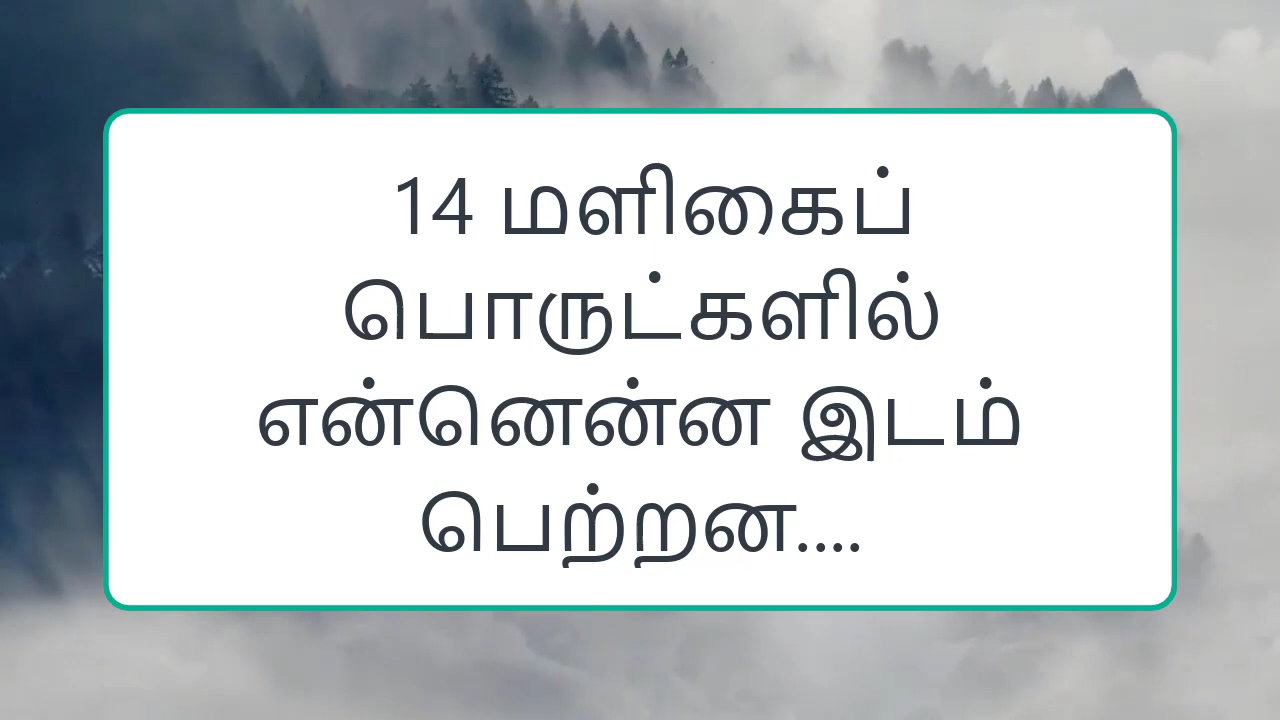 14 மளிகைப்
பொருட்களில்
என்னென்ன இடம்
பெற்றன....